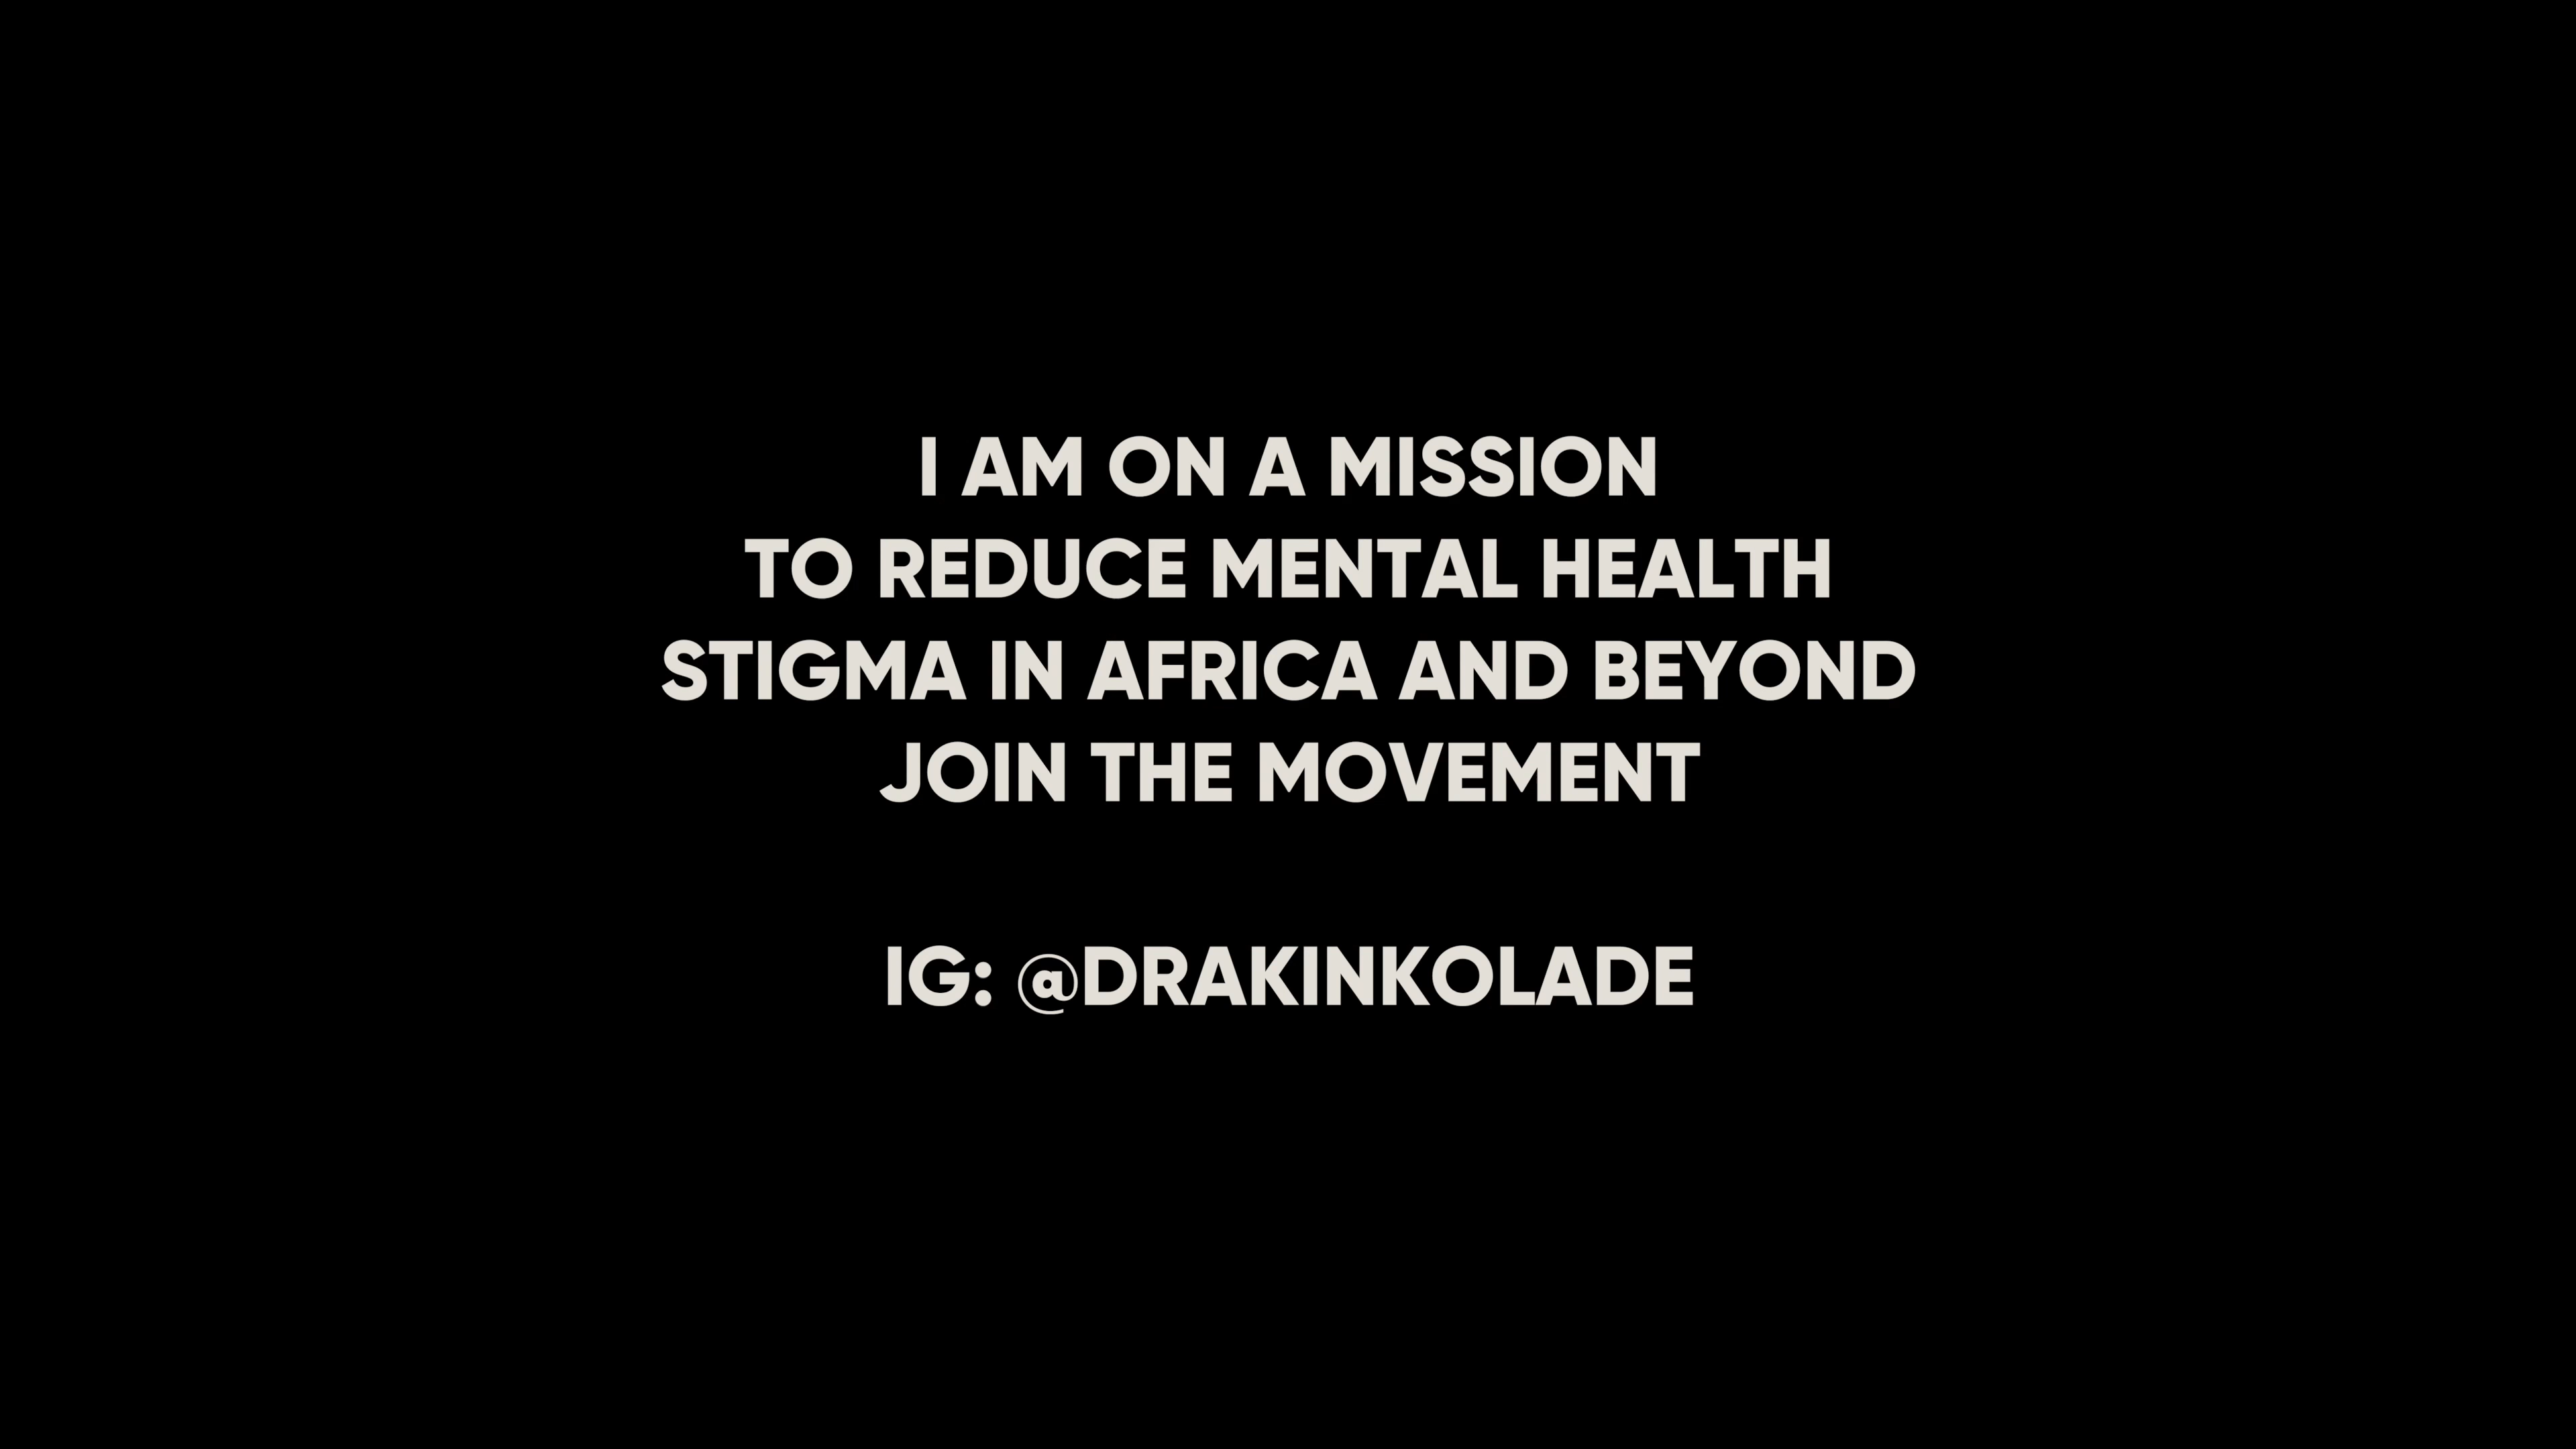 I AM ON A MISSION
TO REDUCE MENTAL HEALTH
STIGMA IN AFRICA AND BEYOND
JOIN THE MOVEMENT
IG: @DRAKINKOLADE